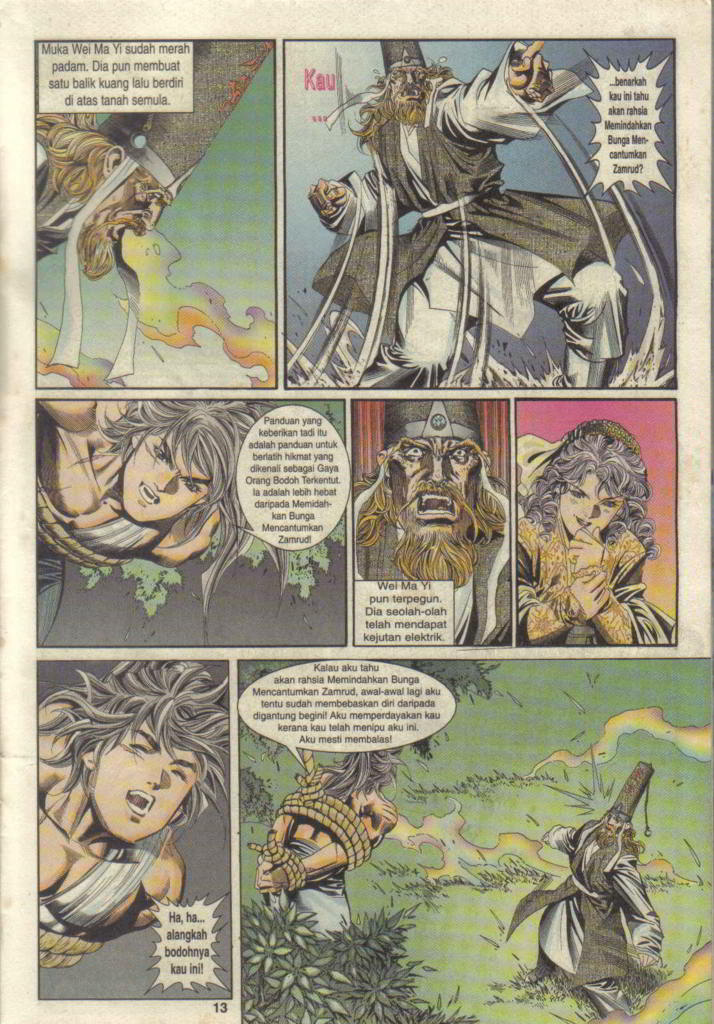 Muka Wei Ma Yi sudah merah
padam. Dia pun membuat
satu balik kuang lalu berdiri
di atas tanah semula.
Kau
...
...benarkah
kau ini tahu
akan rahsia
Memindahkan
Bunga Men-
cantumkan
Zamrud?
Panduan yang
keberikan tadi itu
adalah panduan untuk
berlatih hikmat yang
dikenali sebagai Gaya
Orang Bodoh Terkentut.
Ia adalah lebih hebat
daripada Memidah-
kan Bunga
Mencantumkan
Zamrud!
Wei Ma Yi
pun terpegun.
Dia seolah-olah
telah mendapat
kejutan elektrik.
Ha, ha...
alangkah
bodohnya
kau ini!
Kalau aku tahu
akan rahsia Memindahkan Bunga
Mencantumkan Zamrud, awal-awal lagi aku
tentu sudah membebaskan diri daripada
digantung begini! Aku memperdayakan kau
kerana kau telah menipu aku ini.
Aku mesti membalas!
13